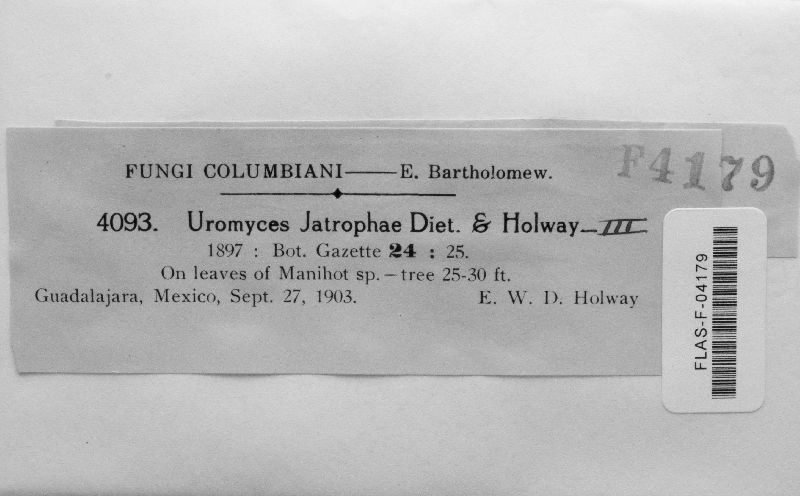 FUNGI COLUMBIANI——E. Bartholomew.
F4179
4093. Uromyces Jatrophae Diet. & Holway—III
1897 : Bot. Gazette 24 : 25.
On leaves of Manihot sp.—tree 25-30 ft.
Guadalajara, Mexico, Sept. 27, 1903. E. W. D. Holway
FLAS-F-04179